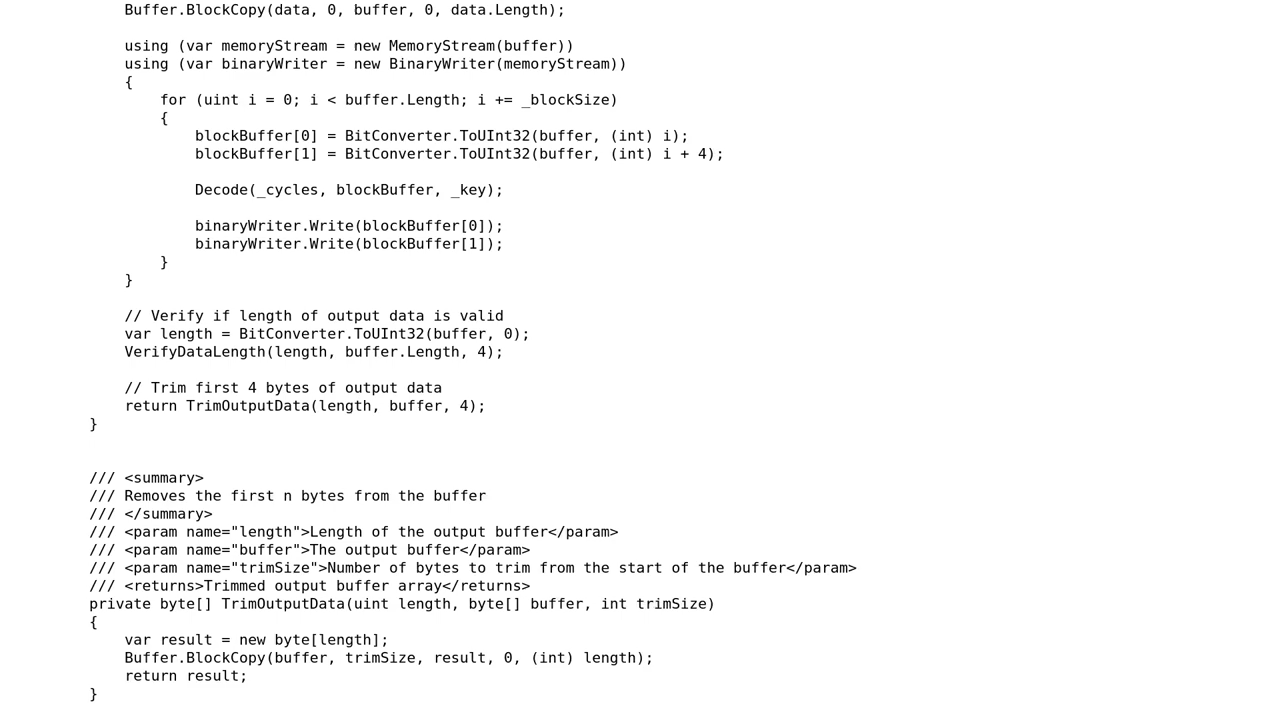 Buffer.BlockCopy(data, 0, buffer, 0, data.Length);
using (var memoryStream = new MemoryStream(buffer))
using (var binaryWriter = new BinaryWriter(memoryStream))
{
for (uint i = 0; i < buffer.Length; i += _blockSize)
{
blockBuffer[0] = BitConverter.ToUInt32(buffer, (int) i);
blockBuffer[1] = BitConverter.ToUInt32(buffer, (int) i + 4);
Decode(_cycles, blockBuffer, _key);
binaryWriter.Write(blockBuffer[0]);
binaryWriter.Write(blockBuffer[1]);
}
}
// Verify if length of output data is valid
var length = BitConverter.ToUInt32(buffer, 0);
VerifyDataLength(length, buffer.Length, 4);
// Trim first 4 bytes of output data
return TrimOutputData(length, buffer, 4);
}
/// <summary>
/// Removes the first n bytes from the buffer
/// </summary>
/// <param name="length">Length of the output buffer</param>
/// <param name="buffer">The output buffer</param>
/// <param name="trimSize">Number of bytes to trim from the start of the buffer</param>
/// <returns>Trimmed output buffer array</returns>
private byte[] TrimOutputData(uint length, byte[] buffer, int trimSize)
{
var result = new byte[length];
Buffer.BlockCopy(buffer, trimSize, result, 0, (int) length);
return result;
}